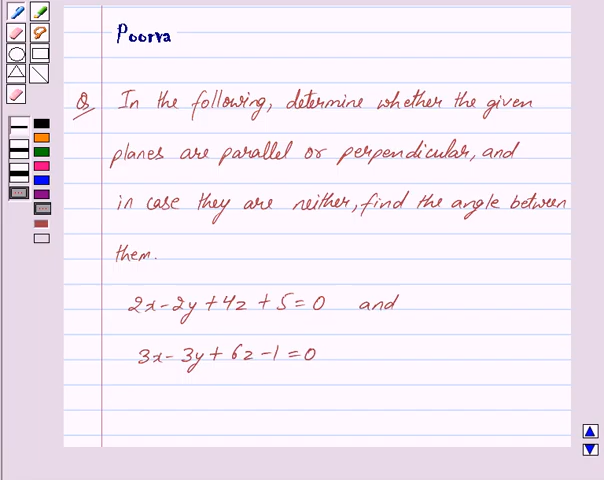 Poorva
Q In the following, determine whether the given
planes are parallel or perpendicular, and
in case they are neither, find the angle between
them.
2x-2y+4z+5=0 and
3x-3y+6z-1=0